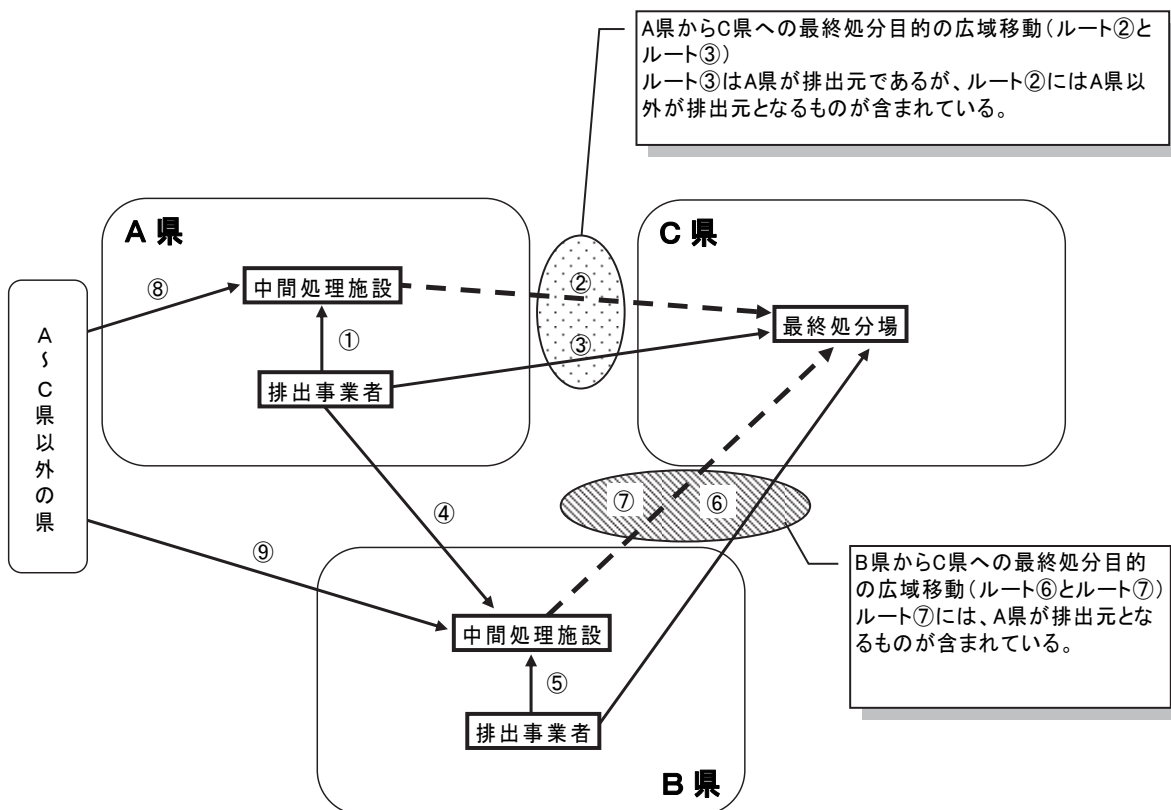 A県からC県への最終処分目的の広域移動(ルート②と
ルート③)
ルート③はA県が排出元であるが、ルート②にはA県以
外が排出元となるものが含まれている。
A 県
C 県
⑧
中間処理施設
②
最終処分場
①
③
排出事業者
A~C県以外の県
④
⑦
⑥
⑨
B県からC県への最終処分目的
の広域移動(ルート⑥とルート⑦)
ルート⑦には、A県が排出元とな
るものが含まれている。
中間処理施設
⑤
排出事業者
B 県